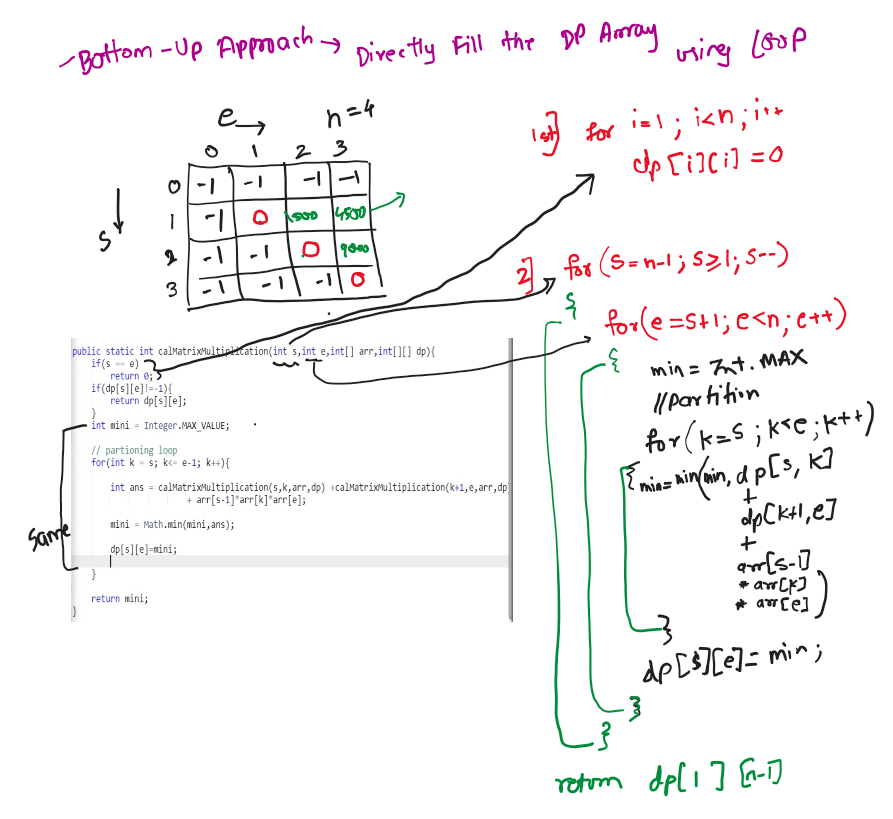 Bottom-Up Approach → Directly Fill the DP Array using Loop
e → n=4
0 1 2 3
0 -1 -1 -1 -1
1 -1 0 1500 4500
2 -1 -1 0 9000
3 -1 -1 -1 0
s
1st] for i=1; i<n; i++
dp[i][i]=0
2] for(s=n-1; s≥1; s--)
{
for(e=s+1; e<n; e++)
{
min = Int.MAX
//partition
for(k=s; k<e; k++)
{ min=min(min, dp[s, k]
+
dp[k+1,e]
+
arr[s-1]
* arr[k]
* arr[e])
}
dp[s][e]= min;
}
}
return dp[1][n-1]
public static int calMatrixMultiplication(int s,int e,int[] arr,int[][] dp){
if(s == e)
return 0;
if(dp[s][e]!=-1){
return dp[s][e];
}
int mini = Integer.MAX_VALUE;
// partioning loop
for(int k = s; k<= e-1; k++){
int ans = calMatrixMultiplication(s,k,arr,dp) +calMatrixMultiplication(k+1,e,arr,dp
+ arr[s-1]*arr[k]*arr[e];
mini = Math.min(mini,ans);
dp[s][e]=mini;
}
return mini;
}
same